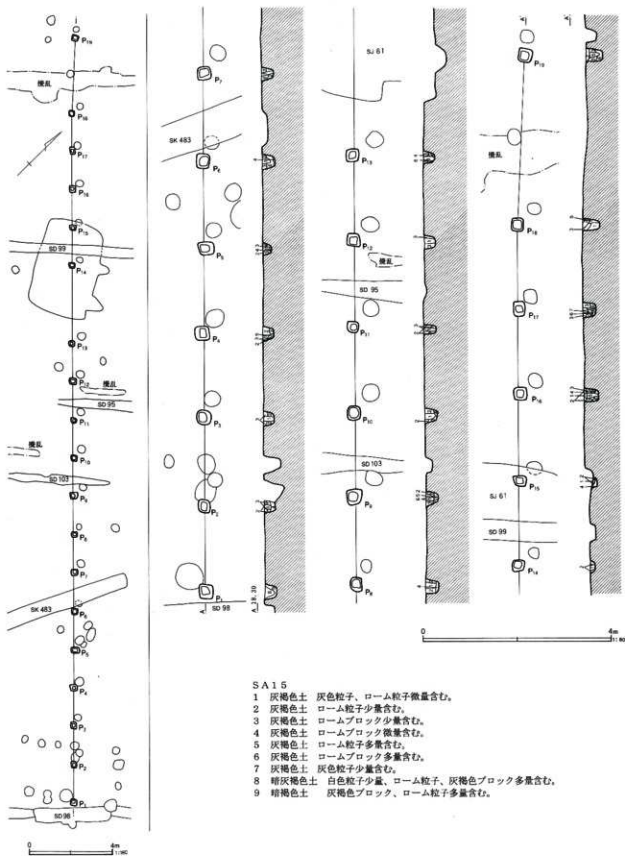 P19
攪乱
P18
P17
P16
P15
SD 99
P14
P13
P12
攪乱
SD 95
P11
攪乱
P10
SD 103
P9
P8
P7
SK 483
P6
P5
P4
P3
P2
P1
SD 98
0 4m
P7
SK 483
P6
P5
P4
P3
P2
P1
SD 98
SJ 61
P13
P12
攪乱
SD 95
P11
P10
SD 103
P9
P8
P19
攪乱
P18
P17
P16
P15
SJ 61
SD 99
P14
0 4m
SA15
1 灰褐色土 灰色粒子、ローム粒子微量含む。
2 灰褐色土 ローム粒子少量含む。
3 灰褐色土 ロームブロック少量含む。
4 灰褐色土 ロームブロック微量含む。
5 灰褐色土 ローム粒子多量含む。
6 灰褐色土 ロームブロック多量含む。
7 灰褐色土 灰色粒子少量含む。
8 暗灰褐色土 白色粒子少量、ローム粒子、灰褐色ブロック多量含む。
9 暗褐色土 灰褐色ブロック、ローム粒子多量含む。